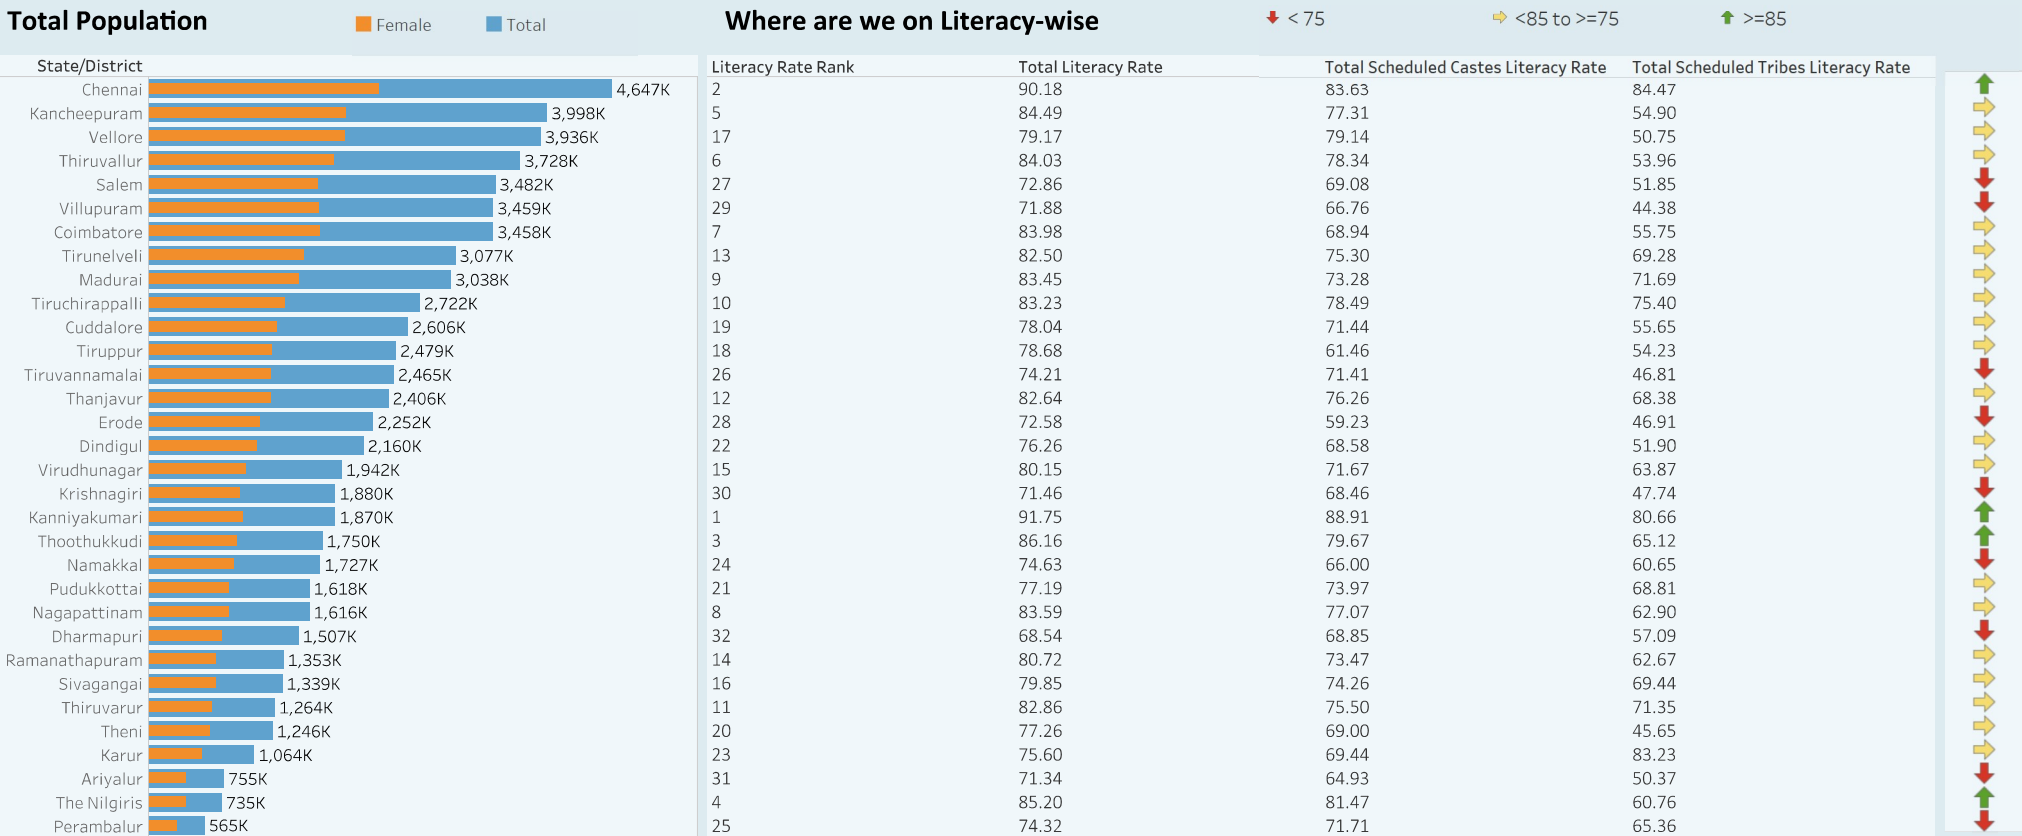 Total Population Female Total Where are we on Literacy-wise < 75 <85 to >=75 >=85
State/District Literacy Rate Rank Total Literacy Rate Total Scheduled Castes Literacy Rate Total Scheduled Tribes Literacy Rate
Chennai 4,647K 2 90.18 83.63 84.47
Kancheepuram 3,998K 5 84.49 77.31 54.90
Vellore 3,936K 17 79.17 79.14 50.75
Thiruvallur 3,728K 6 84.03 78.34 53.96
Salem 3,482K 27 72.86 69.08 51.85
Villupuram 3,459K 29 71.88 66.76 44.38
Coimbatore 3,458K 7 83.98 68.94 55.75
Tirunelveli 3,077K 13 82.50 75.30 69.28
Madurai 3,038K 9 83.45 73.28 71.69
Tiruchirappalli 2,722K 10 83.23 78.49 75.40
Cuddalore 2,606K 19 78.04 71.44 55.65
Tiruppur 2,479K 18 78.68 61.46 54.23
Tiruvannamalai 2,465K 26 74.21 71.41 46.81
Thanjavur 2,406K 12 82.64 76.26 68.38
Erode 2,252K 28 72.58 59.23 46.91
Dindigul 2,160K 22 76.26 68.58 51.90
Virudhunagar 1,942K 15 80.15 71.67 63.87
Krishnagiri 1,880K 30 71.46 68.46 47.74
Kanniyakumari 1,870K 1 91.75 88.91 80.66
Thoothukkudi 1,750K 3 86.16 79.67 65.12
Namakkal 1,727K 24 74.63 66.00 60.65
Pudukkottai 1,618K 21 77.19 73.97 68.81
Nagapattinam 1,616K 8 83.59 77.07 62.90
Dharmapuri 1,507K 32 68.54 68.85 57.09
Ramanathapuram 1,353K 14 80.72 73.47 62.67
Sivagangai 1,339K 16 79.85 74.26 69.44
Thiruvarur 1,264K 11 82.86 75.50 71.35
Theni 1,246K 20 77.26 69.00 45.65
Karur 1,064K 23 75.60 69.44 83.23
Ariyalur 755K 31 71.34 64.93 50.37
The Nilgiris 735K 4 85.20 81.47 60.76
Perambalur 565K 25 74.32 71.71 65.36